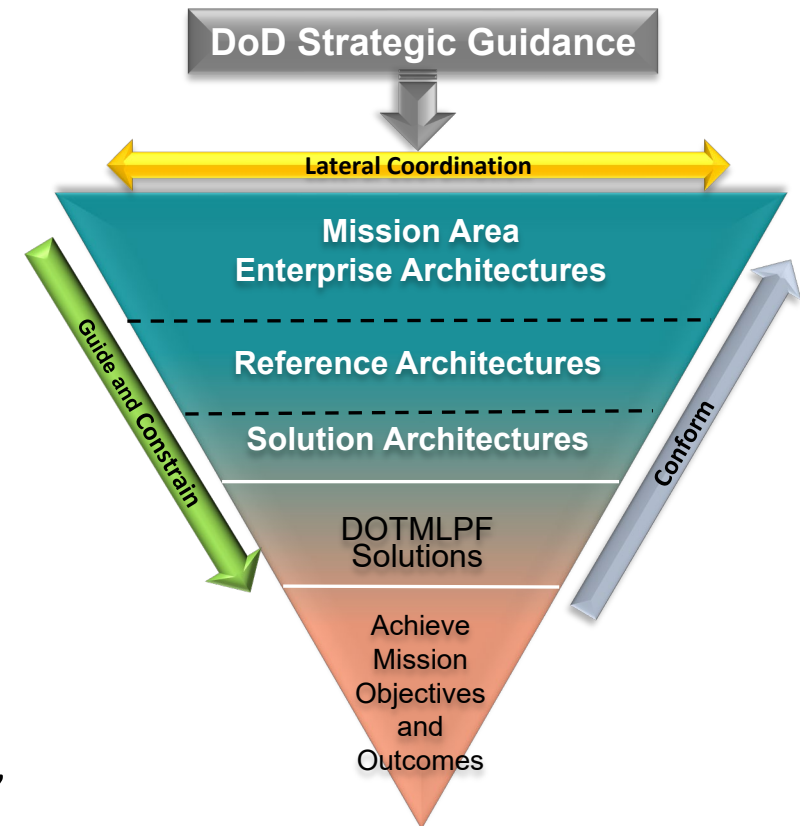 DoD Strategic Guidance
Lateral Coordination
Mission Area
Enterprise Architectures
Guide and Constrain
Reference Architectures
Conform
Solution Architectures
DOTMLPF
Solutions
Achieve
Mission
Objectives
and
Outcomes
,